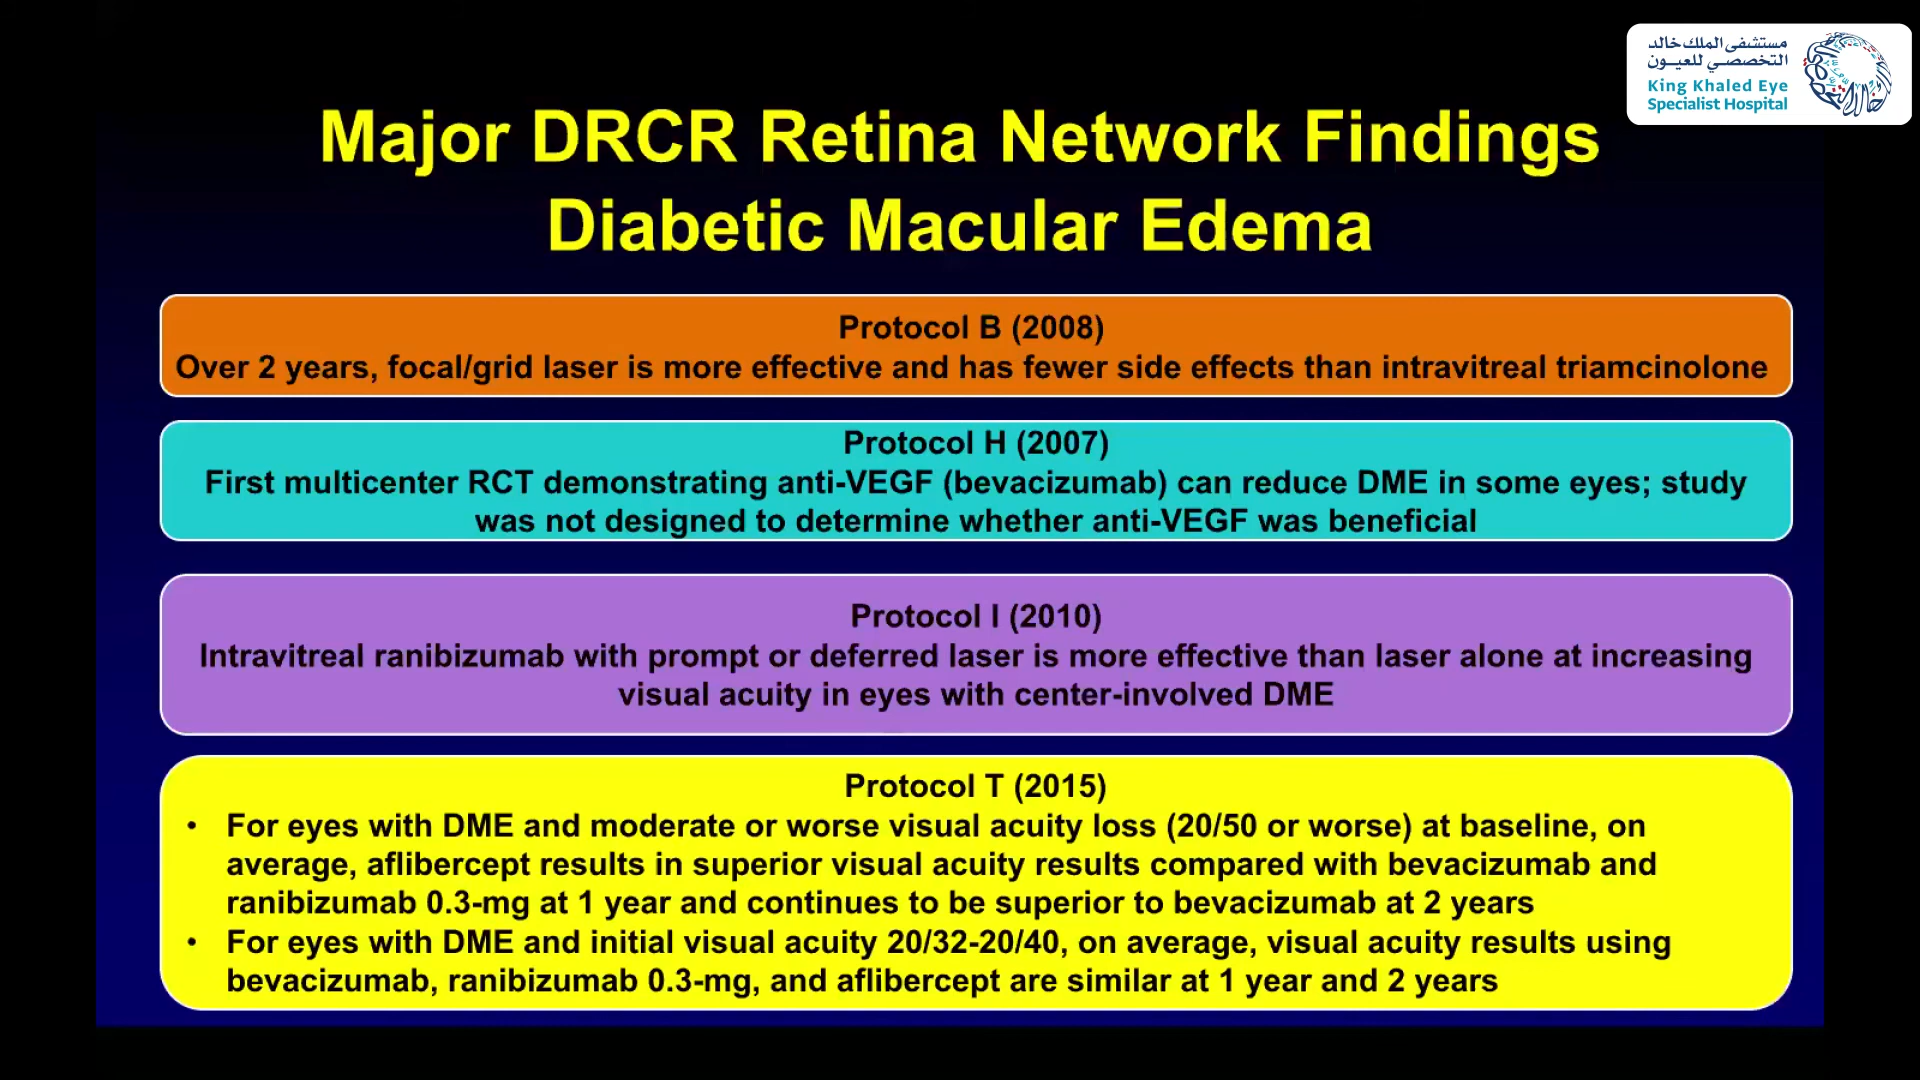 مستشفى الملك خالد
التخصصي للعيون
King Khaled Eye
Specialist Hospital
Major DRCR Retina Network Findings
Diabetic Macular Edema
Protocol B (2008)
Over 2 years, focal/grid laser is more effective and has fewer side effects than intravitreal triamcinolone
Protocol H (2007)
First multicenter RCT demonstrating anti-VEGF (bevacizumab) can reduce DME in some eyes; study
was not designed to determine whether anti-VEGF was beneficial
Protocol I (2010)
Intravitreal ranibizumab with prompt or deferred laser is more effective than laser alone at increasing
visual acuity in eyes with center-involved DME
Protocol T (2015)
• For eyes with DME and moderate or worse visual acuity loss (20/50 or worse) at baseline, on
average, aflibercept results in superior visual acuity results compared with bevacizumab and
ranibizumab 0.3-mg at 1 year and continues to be superior to bevacizumab at 2 years
• For eyes with DME and initial visual acuity 20/32-20/40, on average, visual acuity results using
bevacizumab, ranibizumab 0.3-mg, and aflibercept are similar at 1 year and 2 years